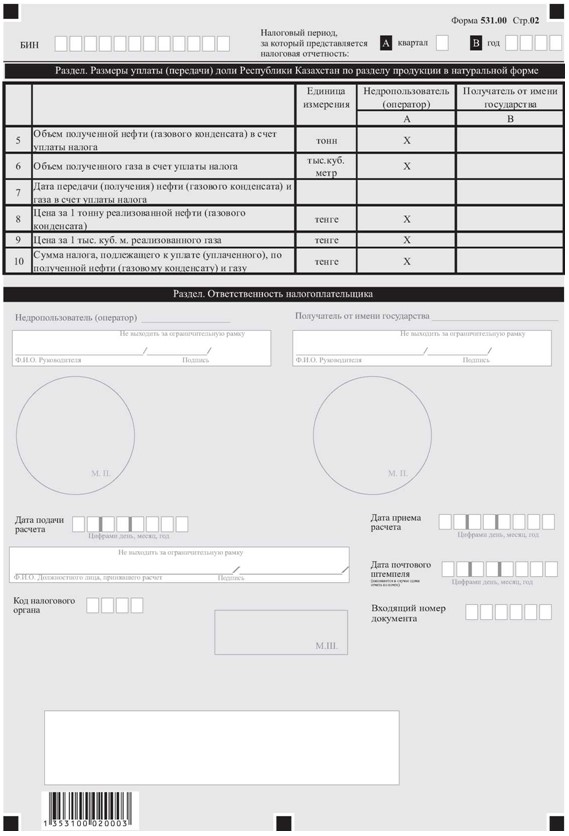 Форма 531.00 Стр.02
БИН
Налоговый период,
за который представляется
налоговая отчетность:
A квартал
B год
Раздел. Размеры уплаты (передачи) доли Республики Казахстан по разделу продукции в натуральной форме
Единица измерения
Недропользователь (оператор)
Получатель от имени государства
A
B
5 Объем полученной нефти (газового конденсата) в счет уплаты налога тонн X
6 Объем полученного газа в счет уплаты налога тыс.куб. метр X
7 Дата передачи (получения) нефти (газового конденсата) и газа в счет уплаты налога
8 Цена за 1 тонну реализованной нефти (газового конденсата) тенге X
9 Цена за 1 тыс. куб. м. реализованного газа тенге X
10 Сумма налога, подлежащего к уплате (уплаченного), по полученной нефти (газовому конденсату) и газу тенге X
Раздел. Ответственность налогоплательщика
Недропользователь (оператор)
Получатель от имени государства
Не выходить за ограничительную рамку
Ф.И.О. Руководителя Подпись
Не выходить за ограничительную рамку
Ф.И.О. Руководителя Подпись
М. П.
М. П.
Дата подачи
расчета
Цифрами день, месяц, год
Дата приема
расчета
Цифрами день, месяц, год
Не выходить за ограничительную рамку
Ф.И.О. Должностного лица, принявшего расчет Подпись
Дата почтового
штемпеля
Цифрами день, месяц, год
Код налогового
органа
М.Ш.
Входящий номер
документа
1 353100 020003